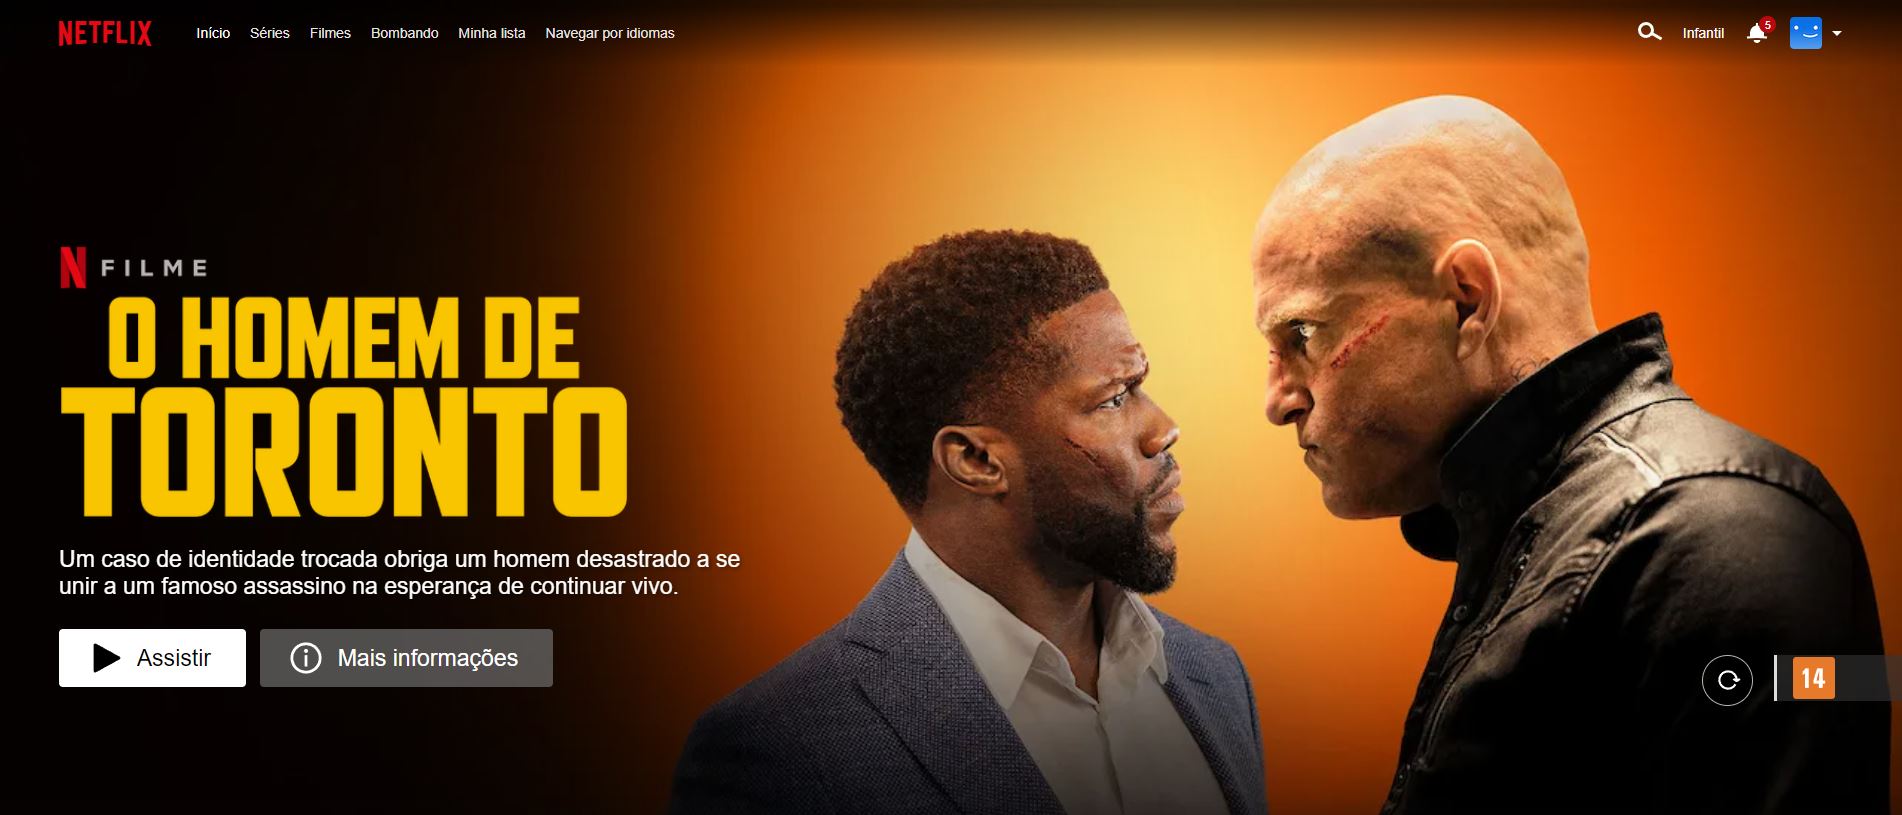 NETFLIX Início Séries Filmes Bombando Minha lista Navegar por idiomas Infantil 5
N FILME
O HOMEM DE
TORONTO
Um caso de identidade trocada obriga um homem desastrado a se
unir a um famoso assassino na esperança de continuar vivo.
Assistir Mais informações
14